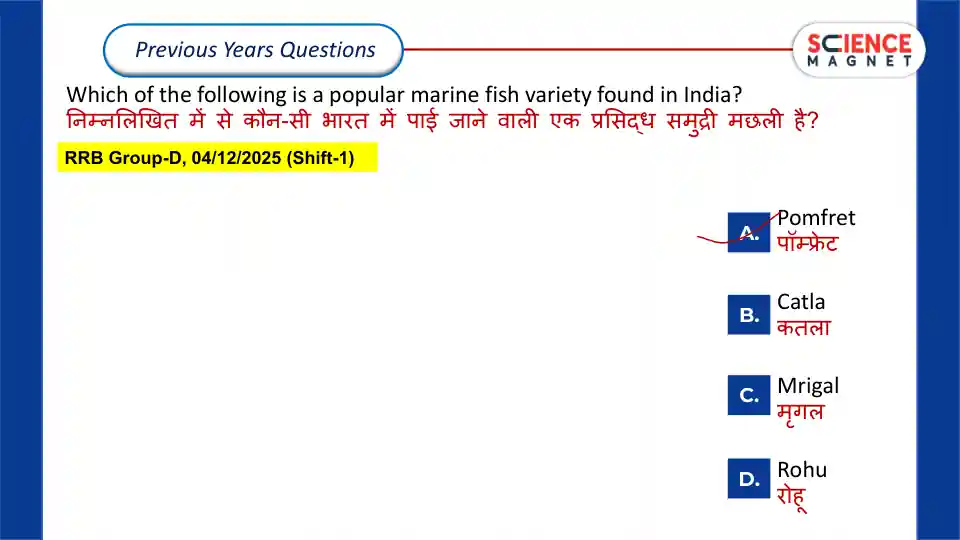 Previous Years Questions
SCIENCE
MAGNET
Which of the following is a popular marine fish variety found in India?
निम्नलिखित में से कौन-सी भारत में पाई जाने वाली एक प्रसिद्ध समुद्री मछली है?
RRB Group-D, 04/12/2025 (Shift-1)
A.
Pomfret
पॉम्फ्रेट
B.
Catla
कतला
C.
Mrigal
मृगल
D.
Rohu
रोहू